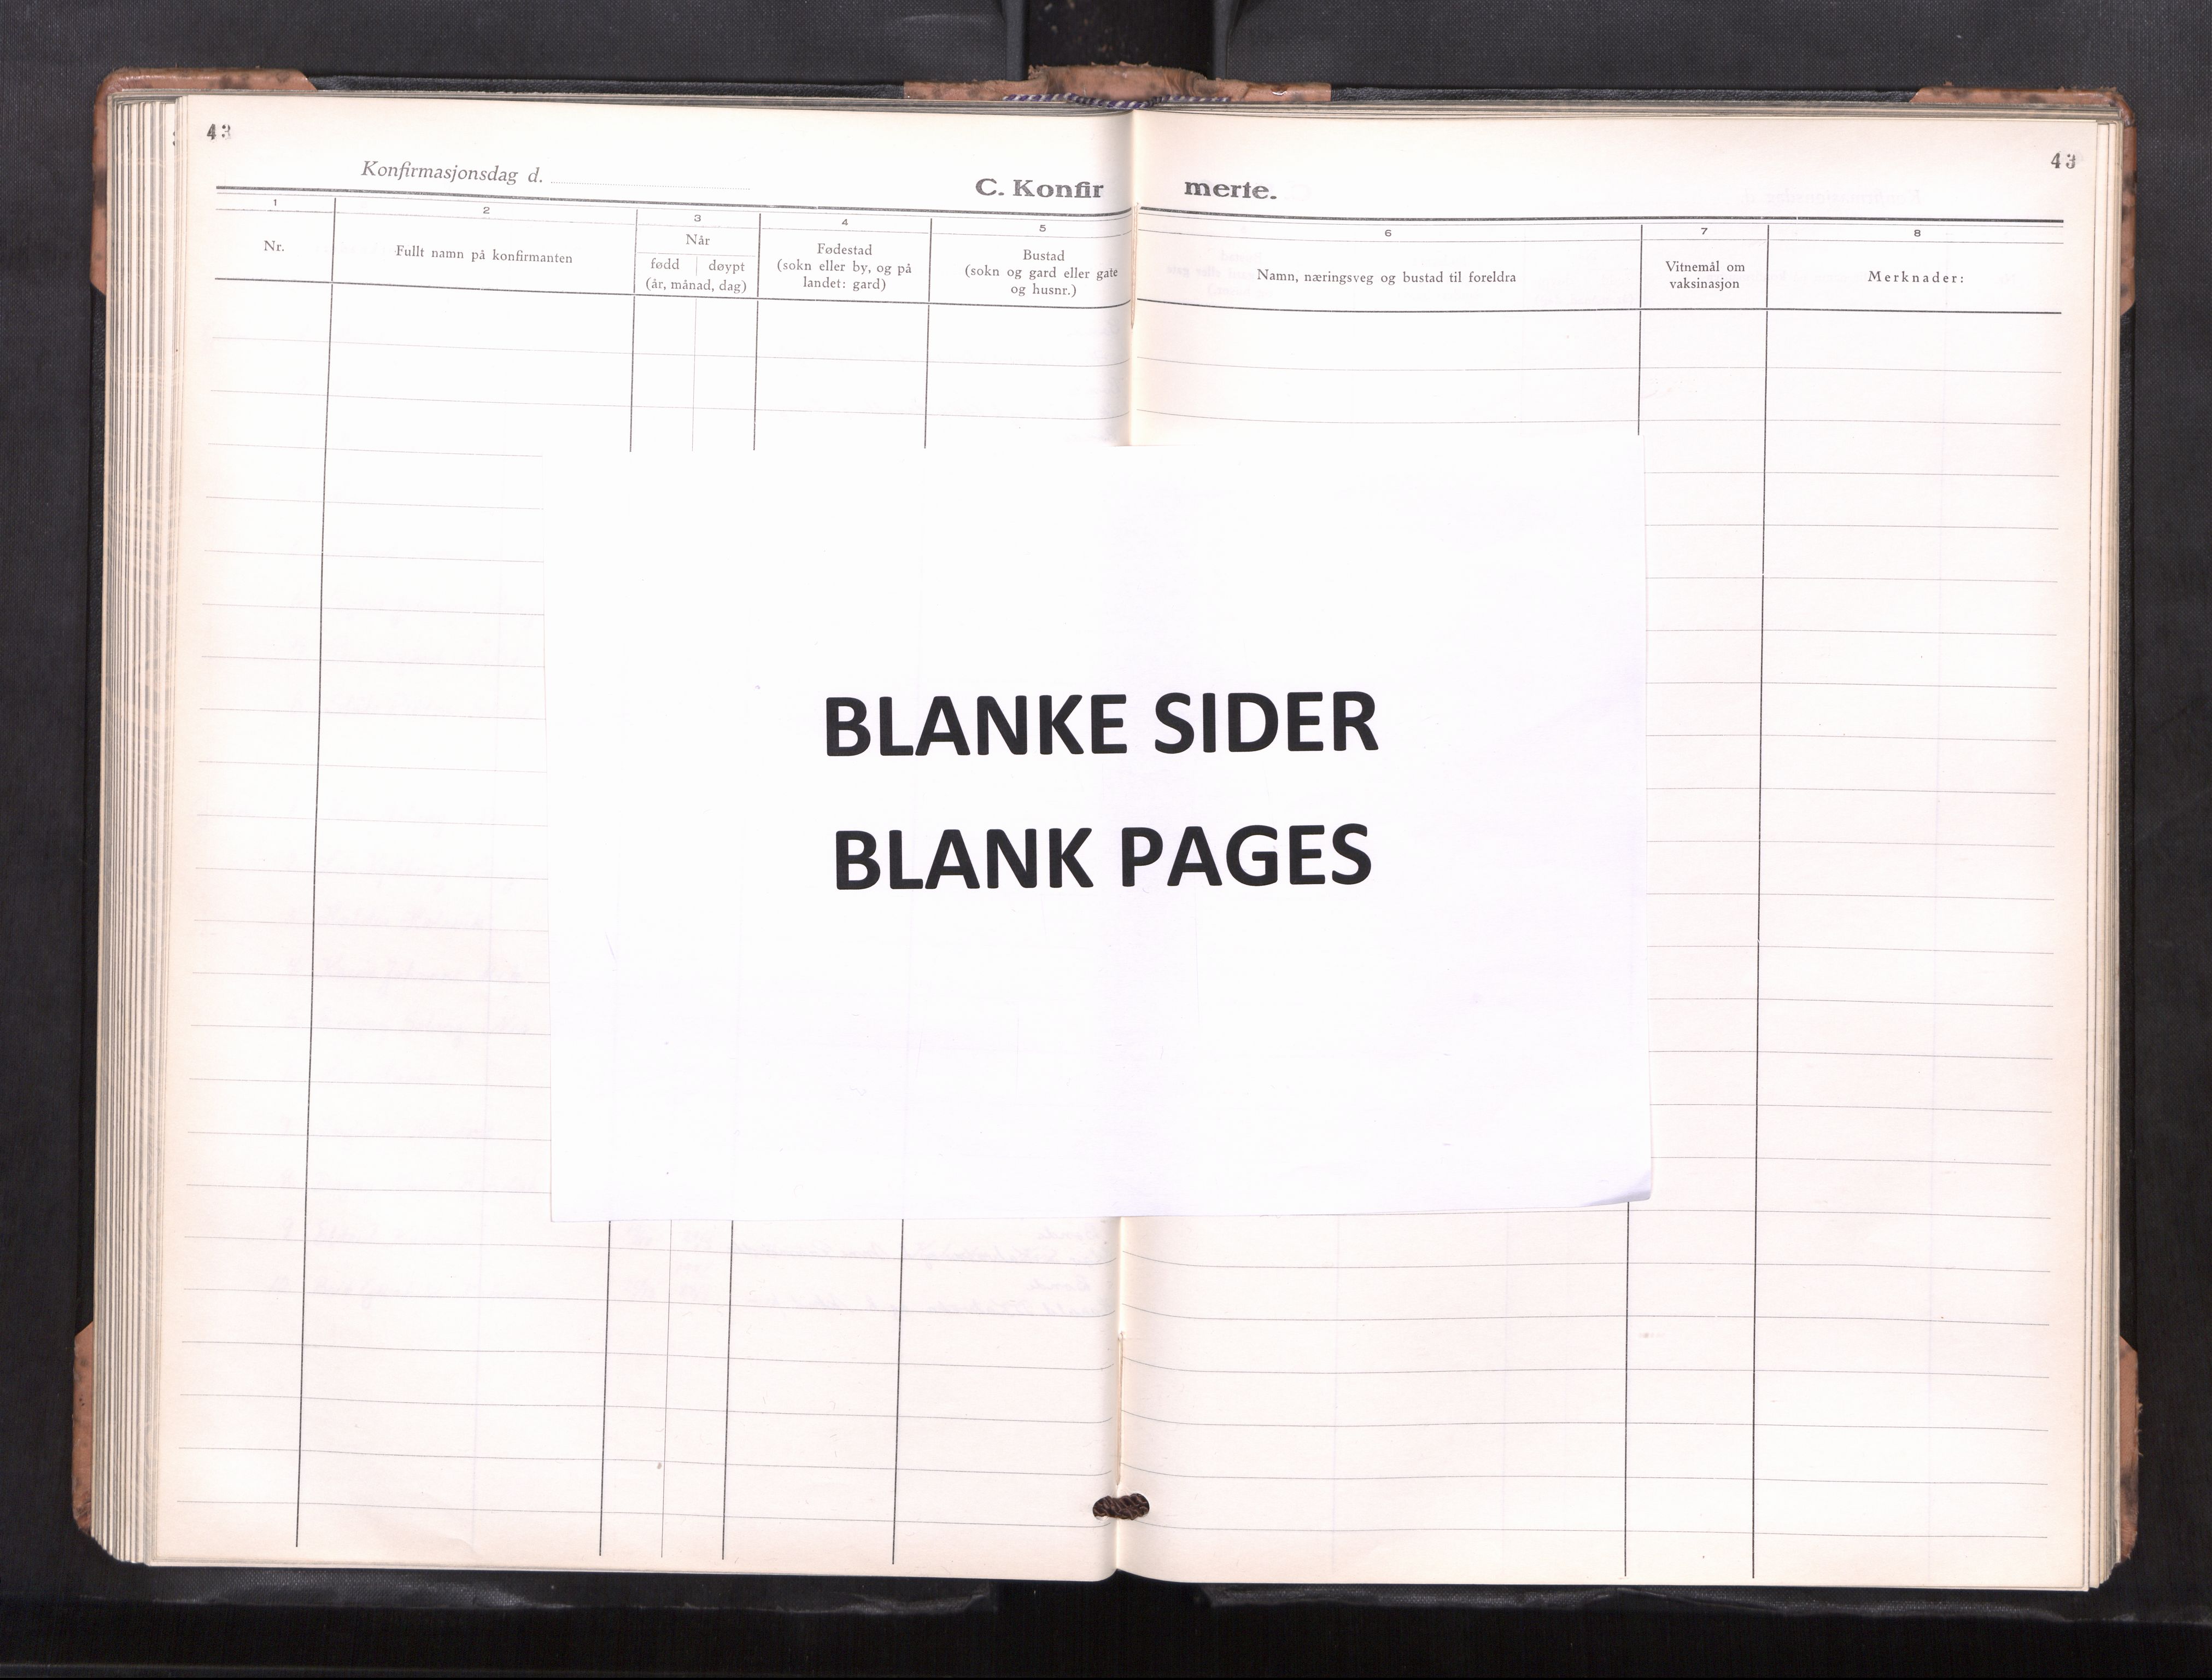 43
43
Konfirmasjonsdag d.
C. Konfir merte.
1
2
3
4
5
6
7
8
Nr.
Fullt namn på konfirmanten
Når
fødd døypt
(år, månad, dag)
Fødestad
(sokn eller by, og på
landet: gard)
Bustad
(sokn og gard eller gate
og husnr.)
Namn, næringsveg og bustad til foreldra
Vitnemål om
vaksinasjon
Merknader:
BLANKE SIDER
BLANK PAGES